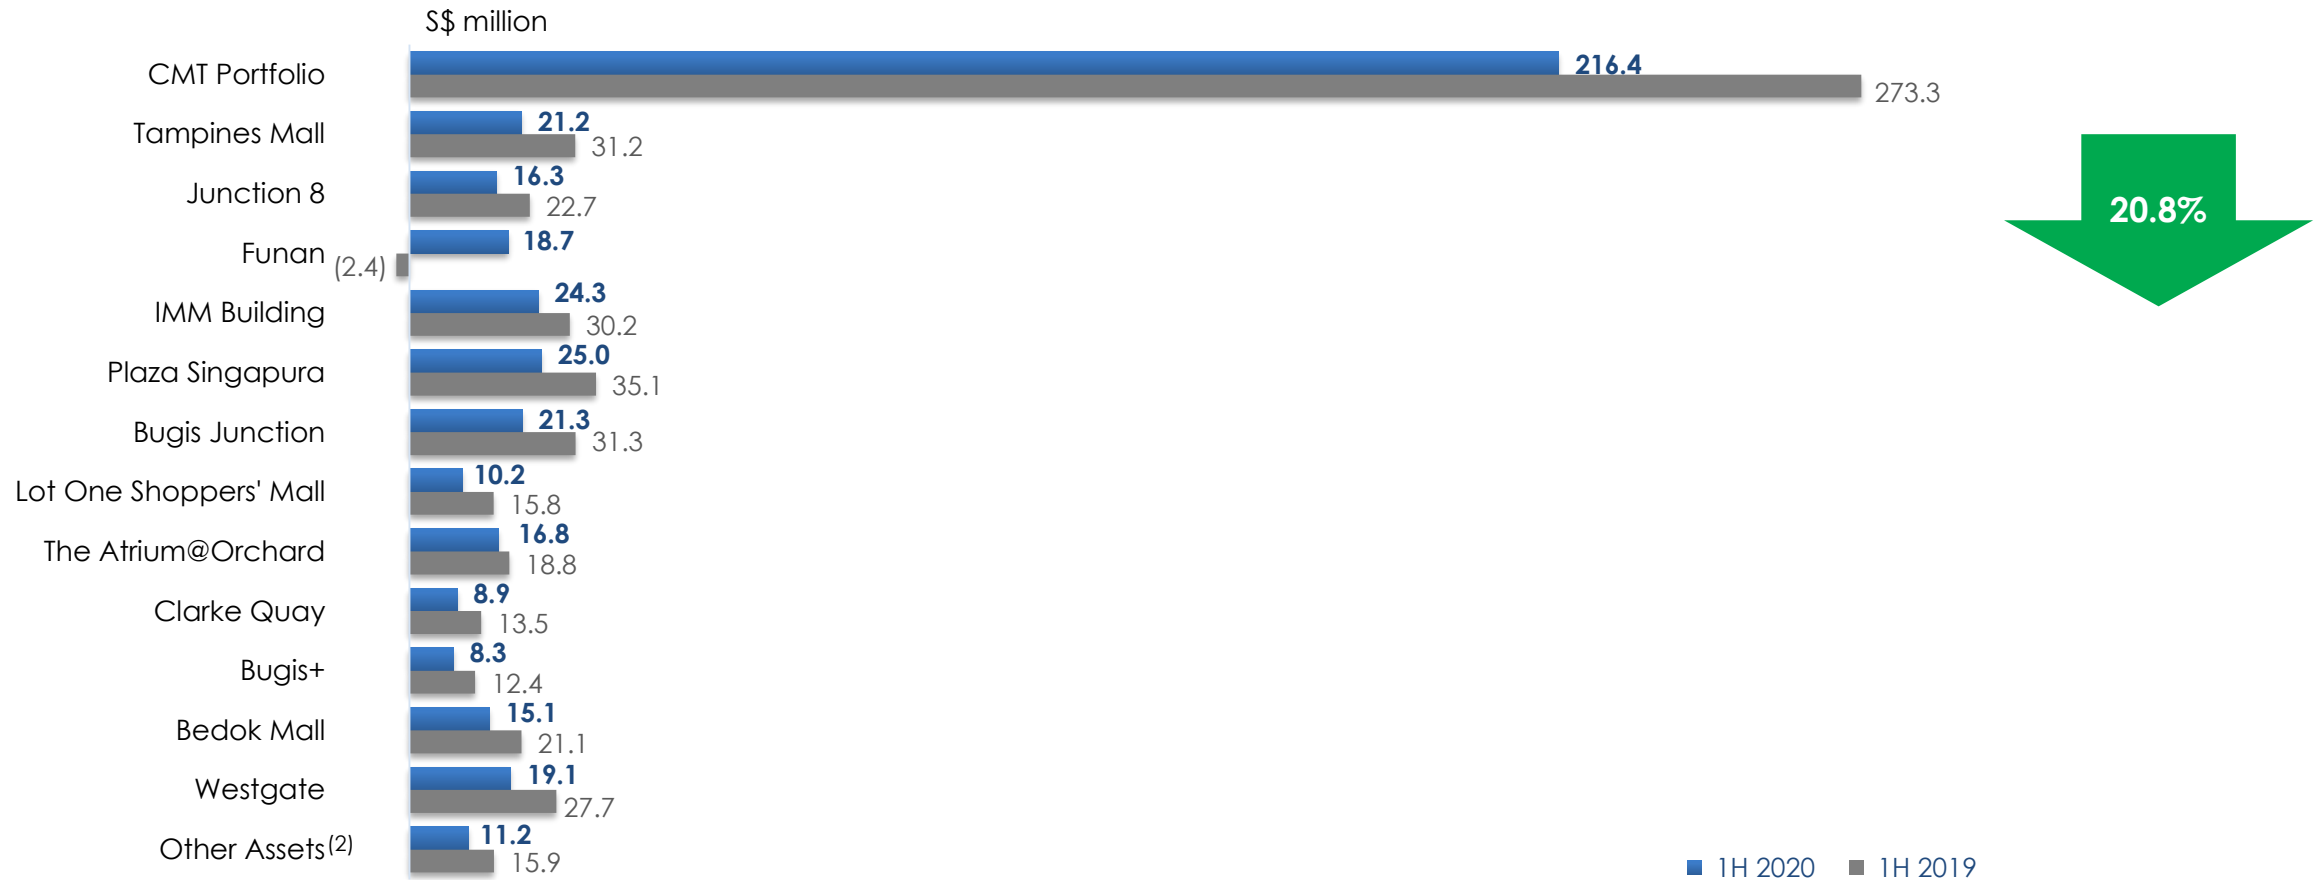 S$ million
CMT Portfolio 216.4
273.3
Tampines Mall 21.2
31.2
Junction 8 16.3
22.7
Funan 18.7
(2.4)
IMM Building 24.3
30.2
Plaza Singapura 25.0
35.1
Bugis Junction 21.3
31.3
Lot One Shoppers' Mall 10.2
15.8
The Atrium@Orchard 16.8
18.8
Clarke Quay 8.9
13.5
Bugis+ 8.3
12.4
Bedok Mall 15.1
21.1
Westgate 19.1
27.7
Other Assets(2) 11.2
15.9
20.8%
1H 2020 1H 2019